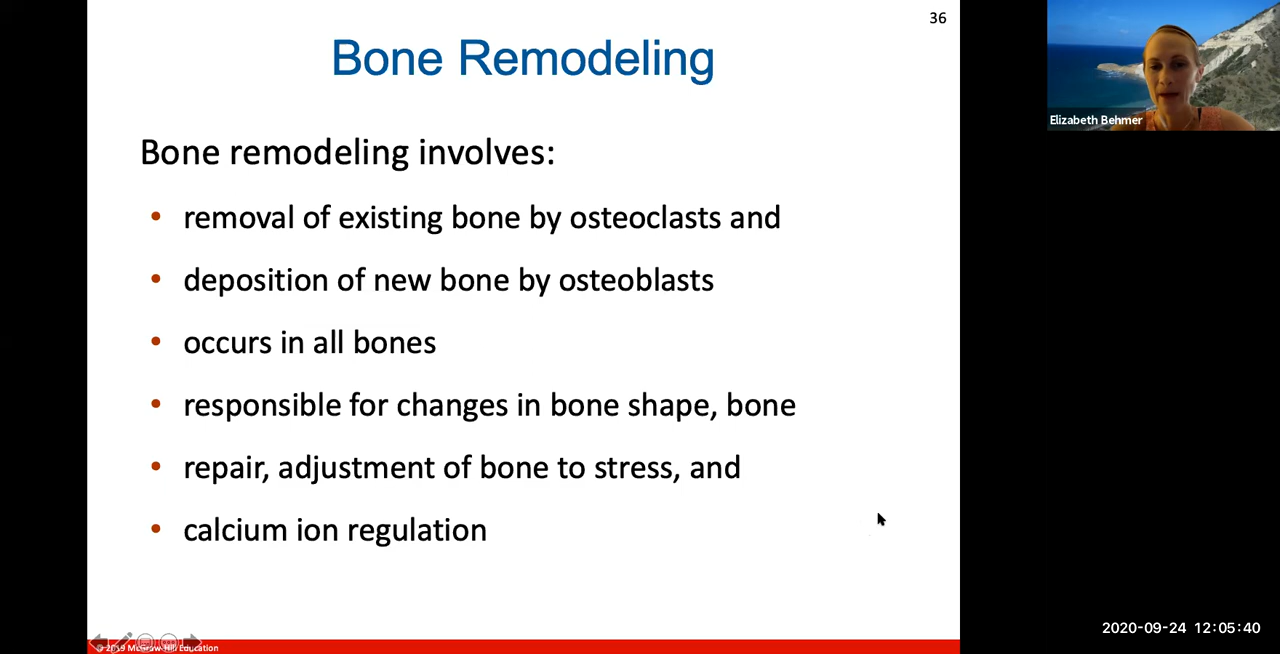 36
Bone Remodeling
Elizabeth Behmer
Bone remodeling involves:
• removal of existing bone by osteoclasts and
• deposition of new bone by osteoblasts
• occurs in all bones
• responsible for changes in bone shape, bone
• repair, adjustment of bone to stress, and
• calcium ion regulation
2020-09-24 12:05:40
© 2019 McGraw-Hill Education